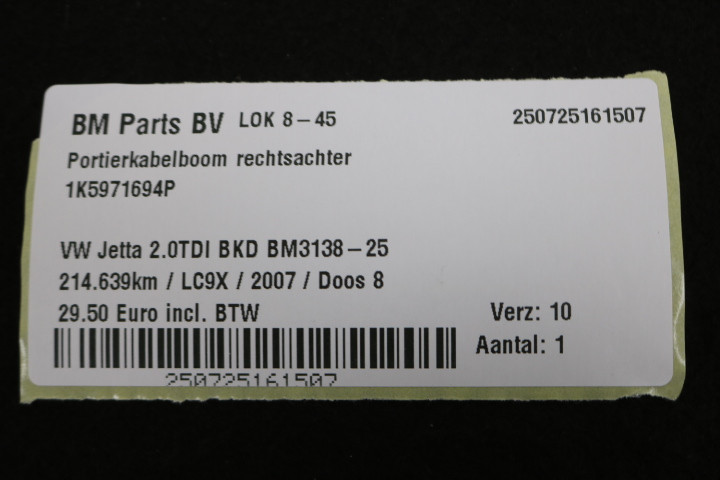 BM Parts BV LOK 8-45 250725161507
Portierkabelboom rechtsachter
1K5971694P
VW Jetta 2.0TDI BKD BM3138-25
214.639km / LC9X / 2007 / Doos 8
29.50 Euro incl. BTW Verz: 10
Aantal: 1
250725161507